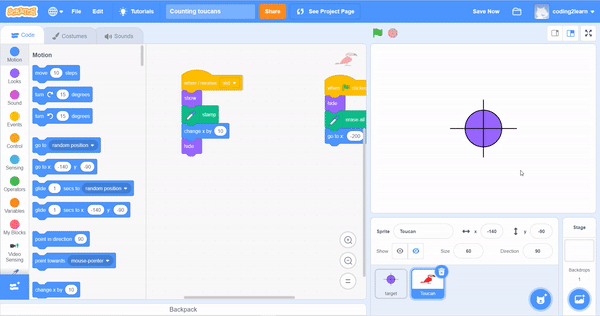 SCRATCH
File
Edit
Tutorials
Counting toucans
Share
See Project Page
Save Now
coding2learn
Code
Costumes
Sounds
Motion
Looks
Sound
Events
Control
Sensing
Operators
Variables
My Blocks
Video Sensing
Motion
move 10 steps
turn 15 degrees
turn 15 degrees
go to random position
go to x: -140 y: -90
glide 1 secs to random position
glide 1 secs to x: -140 y: -90
point in direction 90
point towards mouse-pointer
change x by 10
when I receive
show
stamp
change x by 10
hide
when clicked
hide
erase all
go to x: -200
Sprite Toucan x -140 y -90
Show Size 60 Direction 90
target
Toucan
Stage
Backdrops
1
Backpack